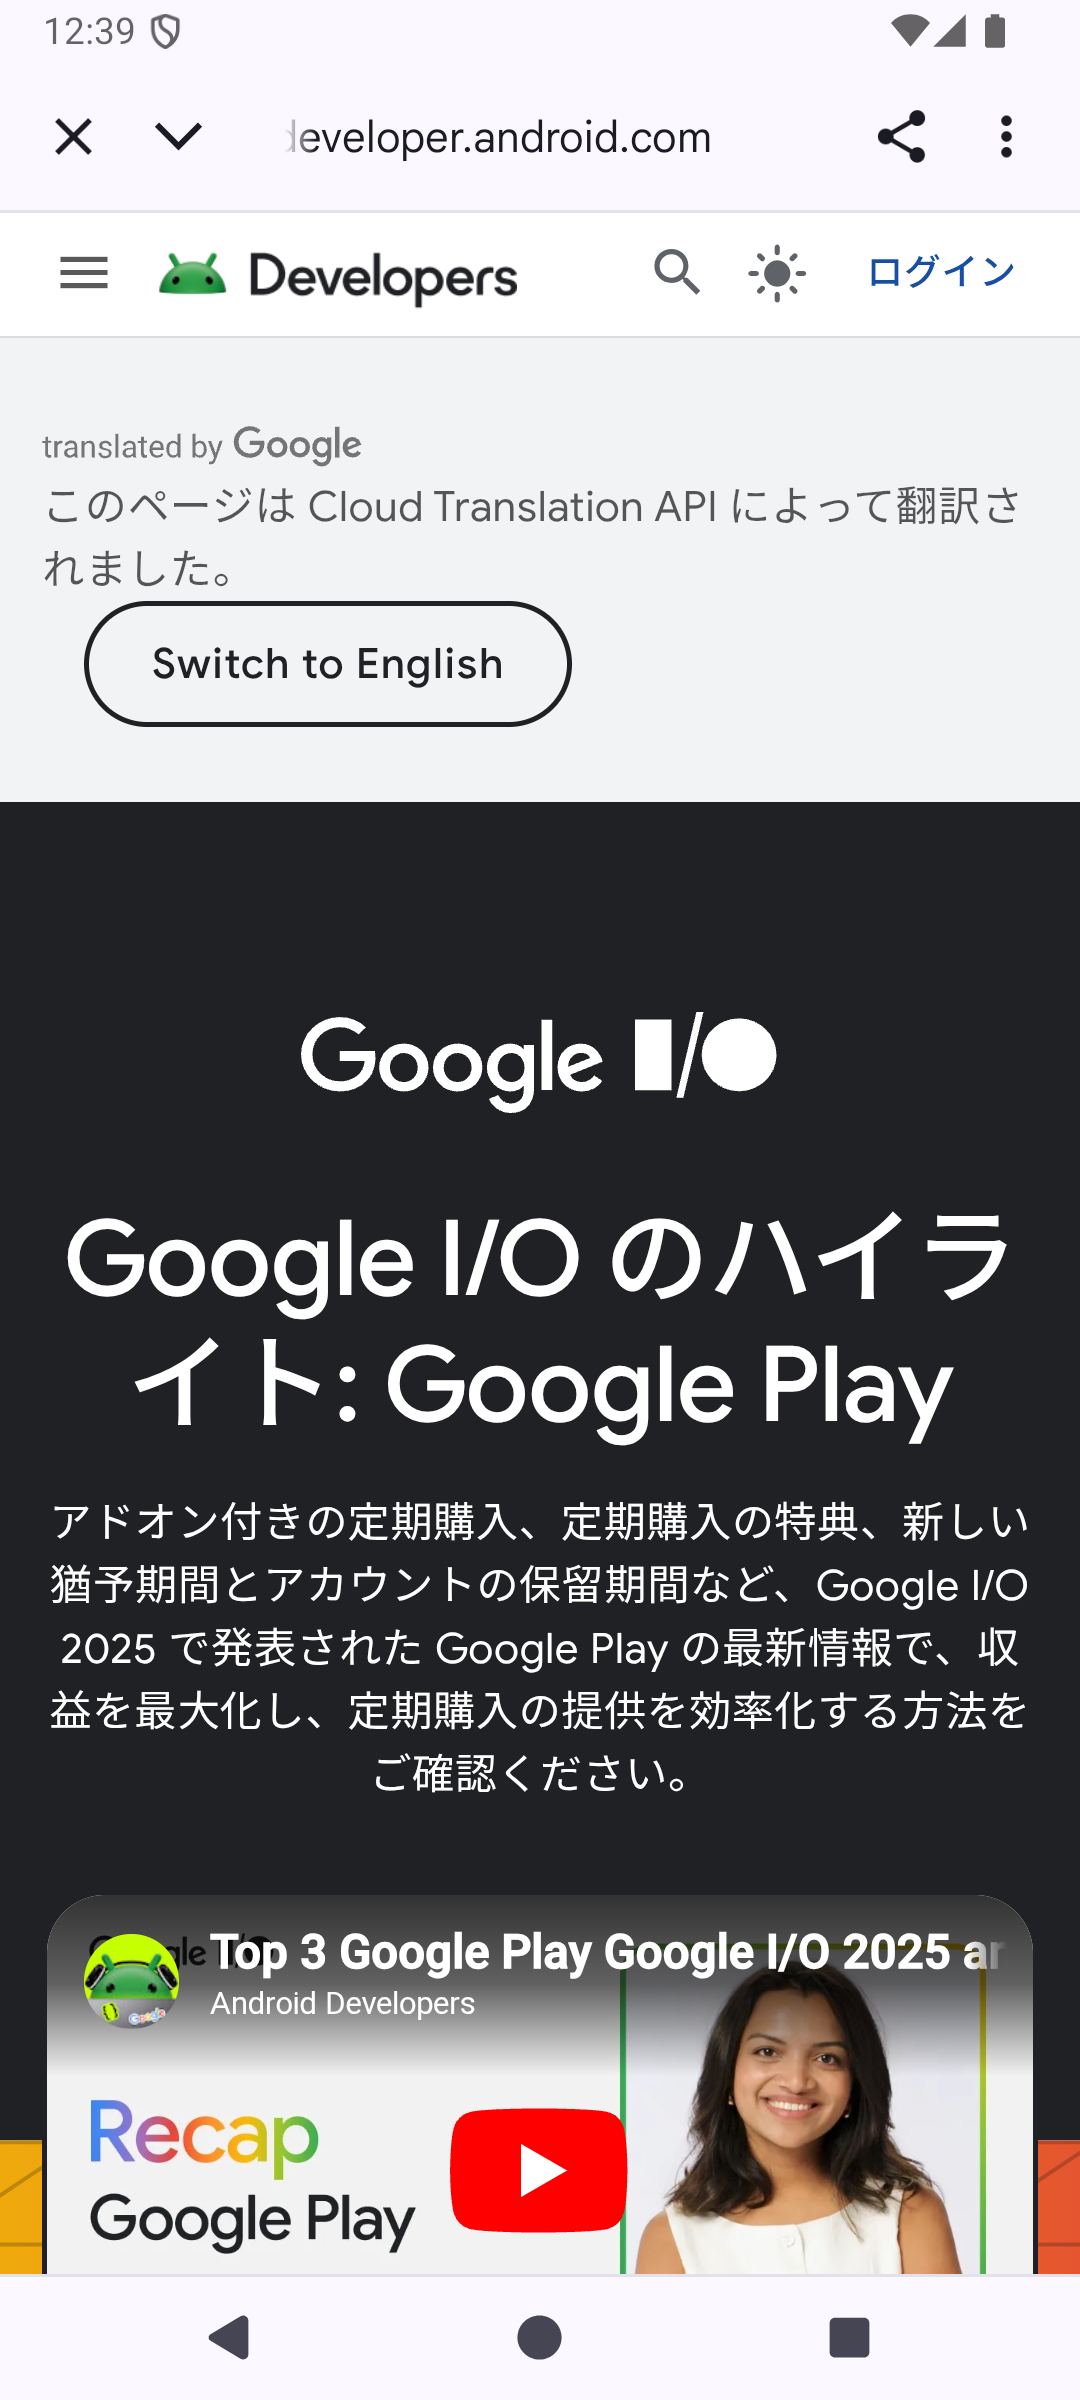 12:39
developer.android.com
Developers
ログイン
translated by Google
このページは Cloud Translation API によって翻訳さ
れました。
Switch to English
Google I/O
Google I/O のハイラ
イト: Google Play
アドオン付きの定期購入、定期購入の特典、新しい
猶予期間とアカウントの保留期間など、Google I/O
2025 で発表された Google Play の最新情報で、収
益を最大化し、定期購入の提供を効率化する方法を
ご確認ください。
Top 3 Google Play Google I/O 2025
Android Developers
Recap
Google Play